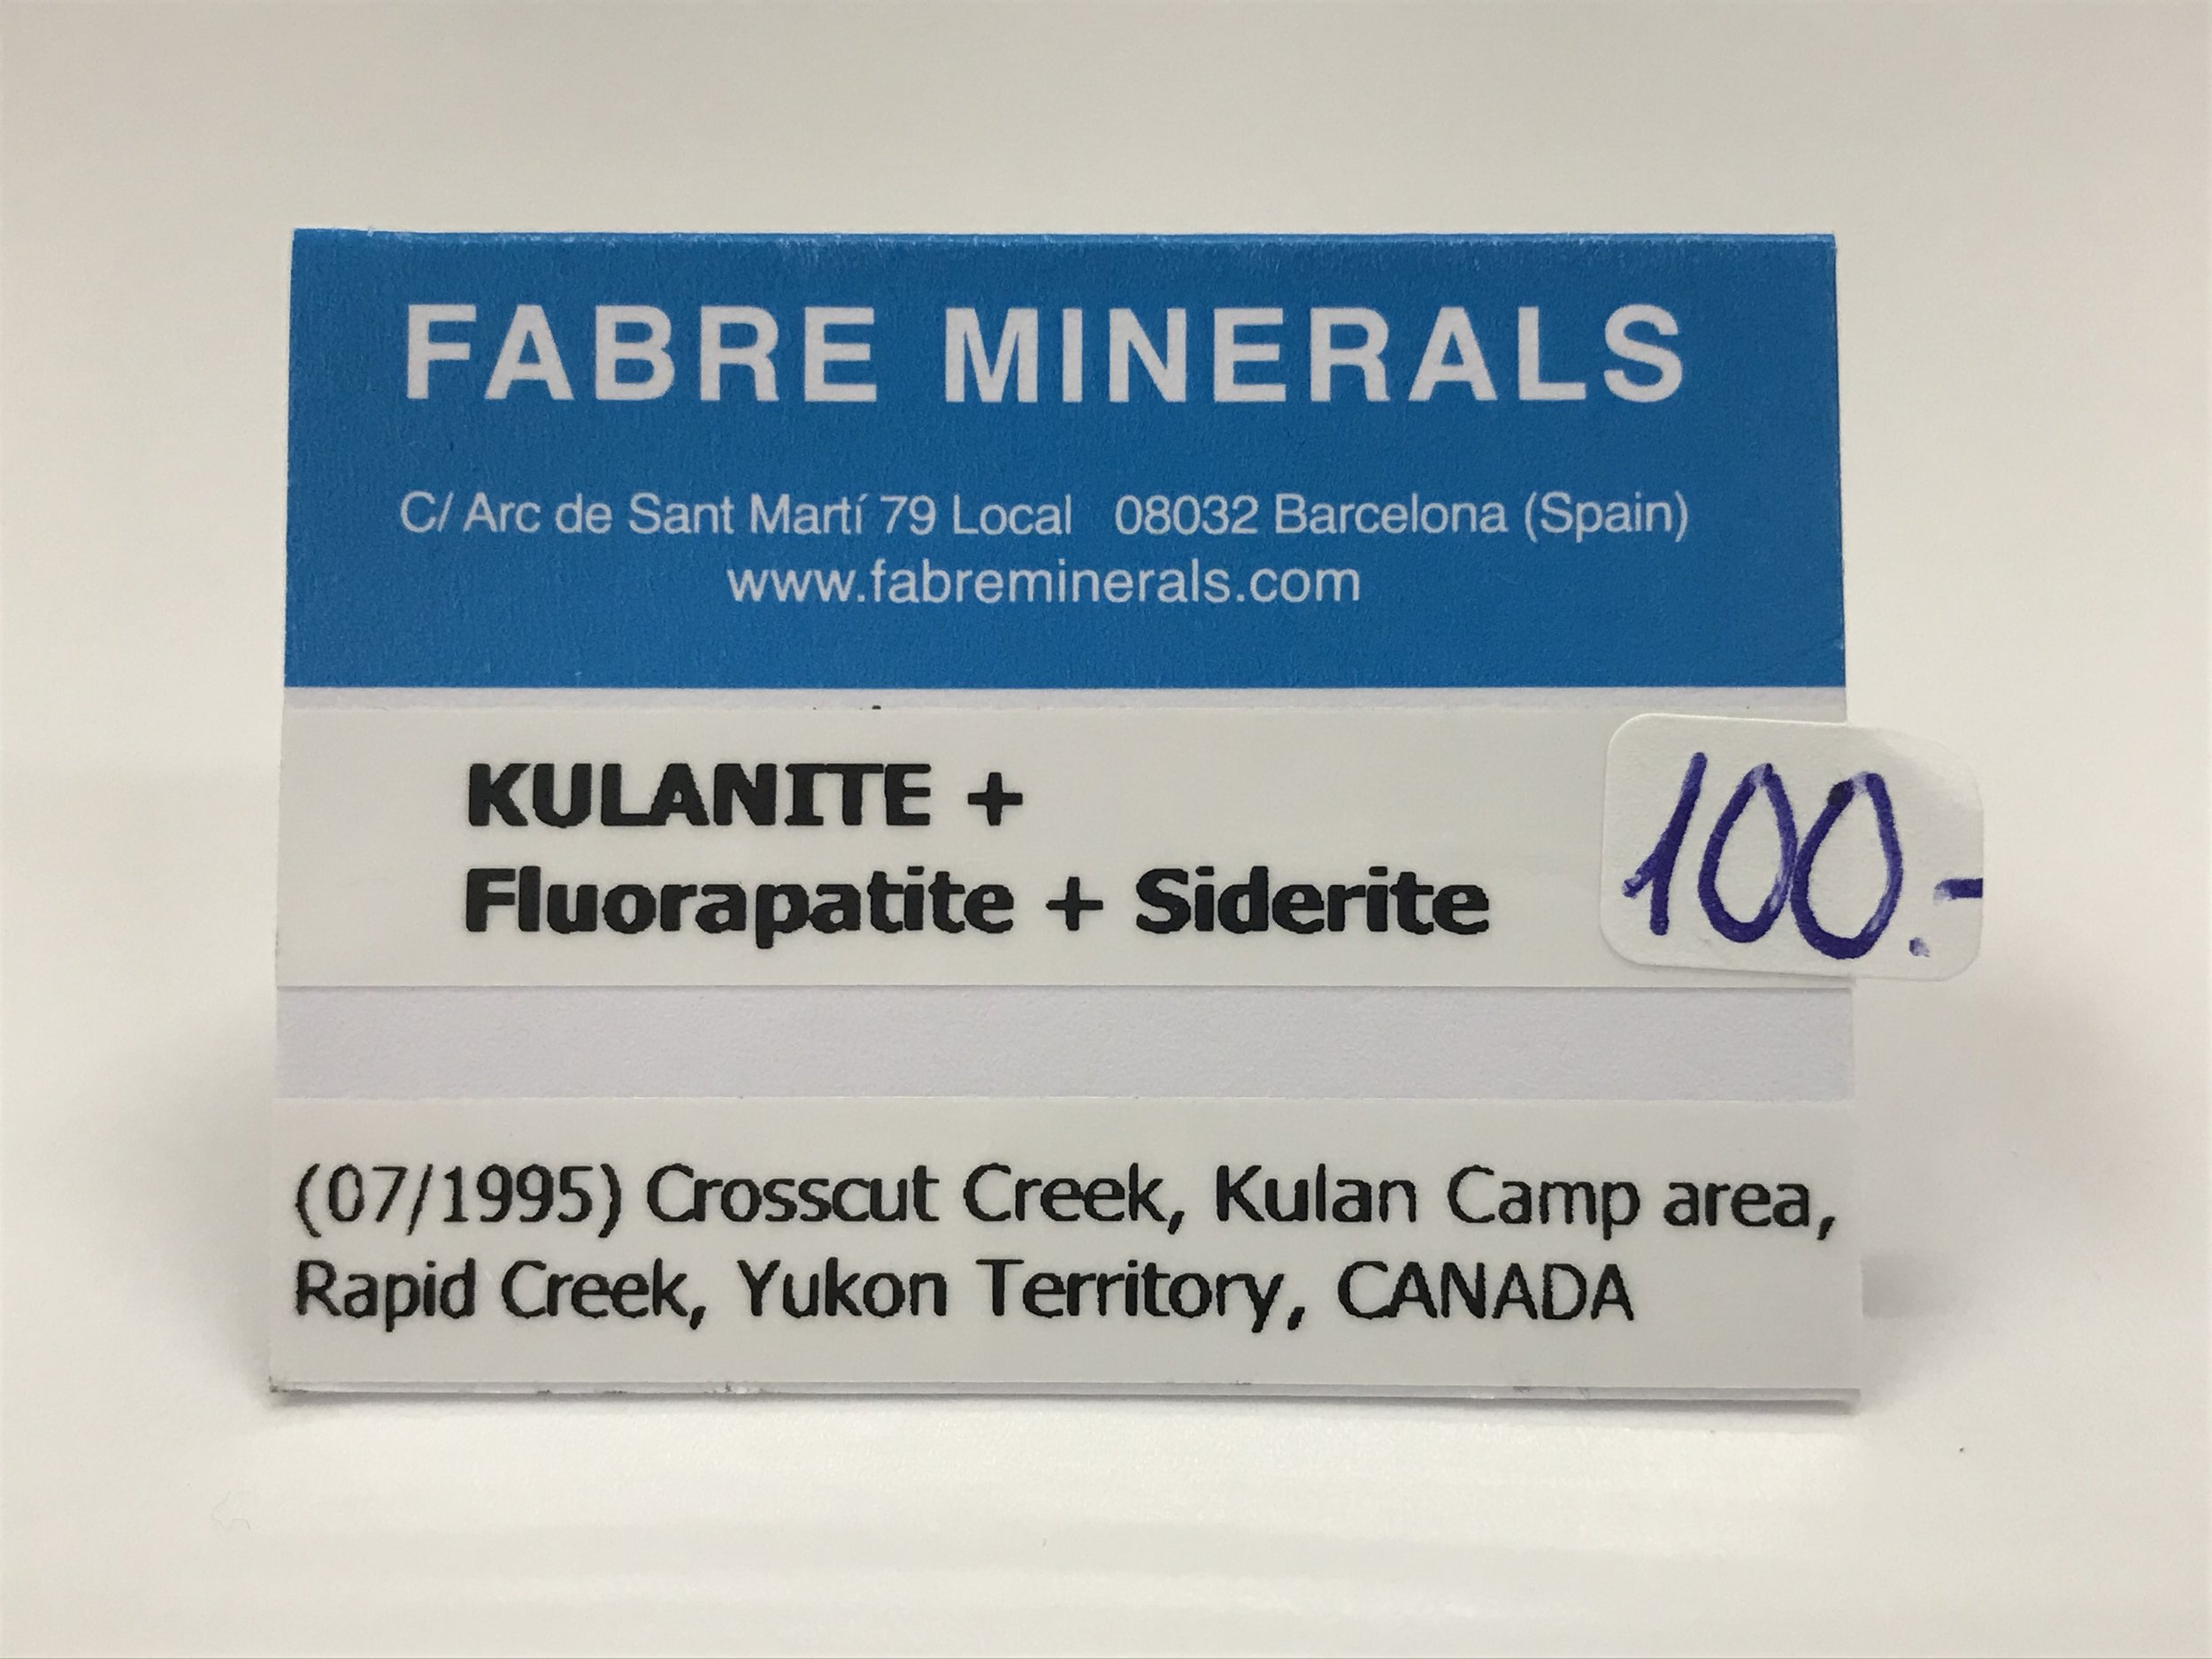 FABRE MINERALS
C/ Arc de Sant Martí 79 Local 08032 Barcelona (Spain)
www.fabreminerals.com
KULANITE +
Fluorapatite + Siderite
100.-
(07/1995) Crosscut Creek, Kulan Camp area,
Rapid Creek, Yukon Territory, CANADA